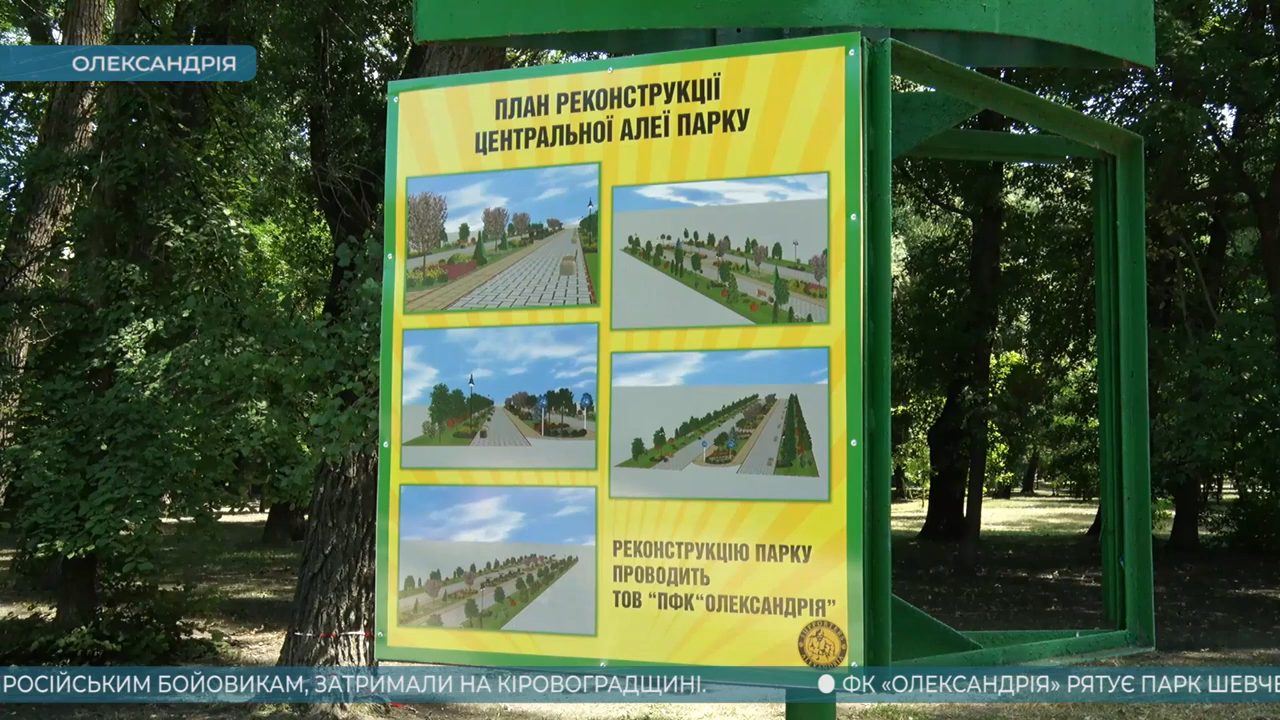 ОЛЕКСАНДРІЯ
ПЛАН РЕКОНСТРУКЦІЇ
ЦЕНТРАЛЬНОЇ АЛЕЇ ПАРКУ
РЕКОНСТРУКЦІЮ ПАРКУ
ПРОВОДИТЬ
ТОВ “ПФК“ОЛЕКСАНДРІЯ”
РОСІЙСЬКИМ БОЙОВИКАМ, ЗАТРИМАЛИ НА КІРОВОГРАДЩИНІ.
ФК «ОЛЕКСАНДРІЯ» РЯТУЄ ПАРК ШЕВЧЕ